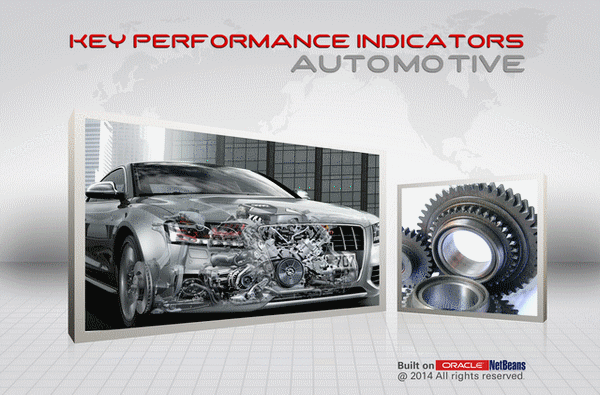 KEY PERFORMANCE INDICATORS
AUTOMOTIVE
Built on ORACLE NetBeans
@ 2014 All rights reserved